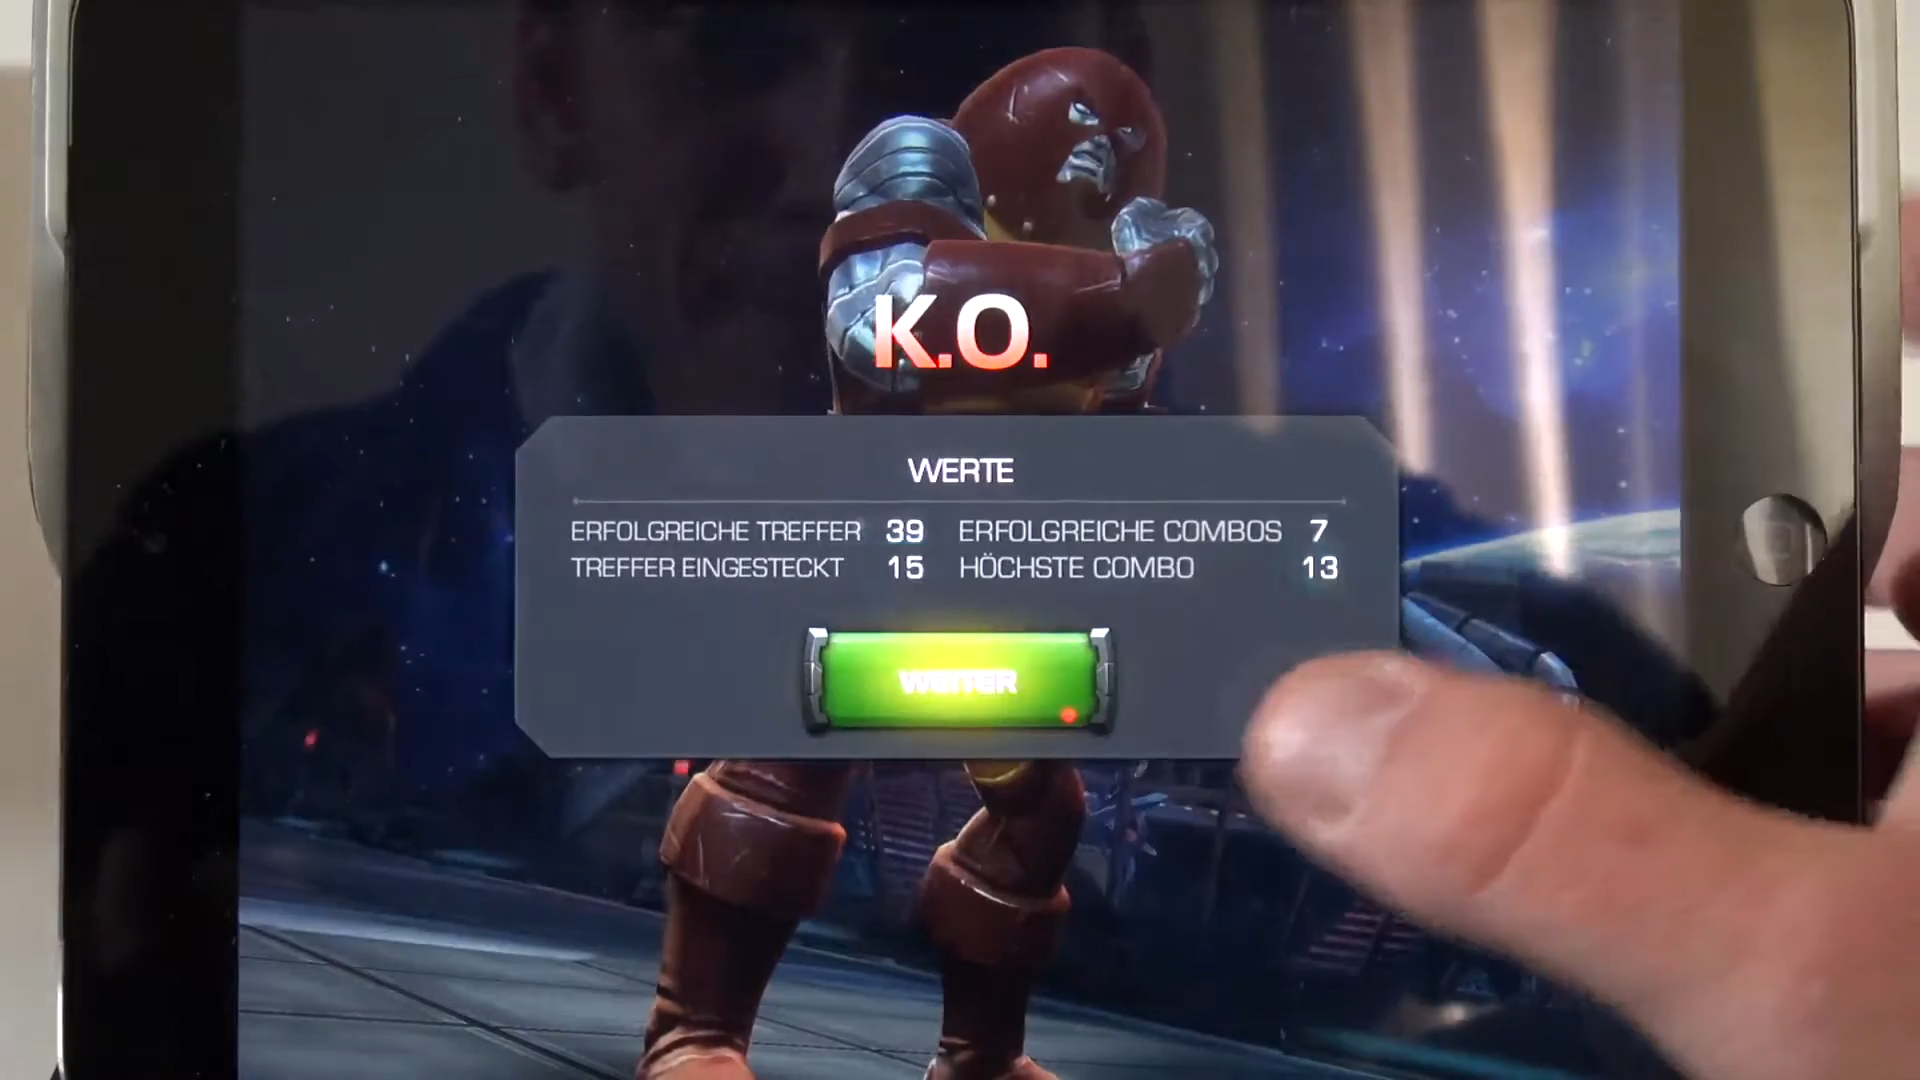 K.O.
WERTE
ERFOLGREICHE TREFFER 39 ERFOLGREICHE COMBOS 7
TREFFER EINGESTECKT 15 HÖCHSTE COMBO 13
WEITER